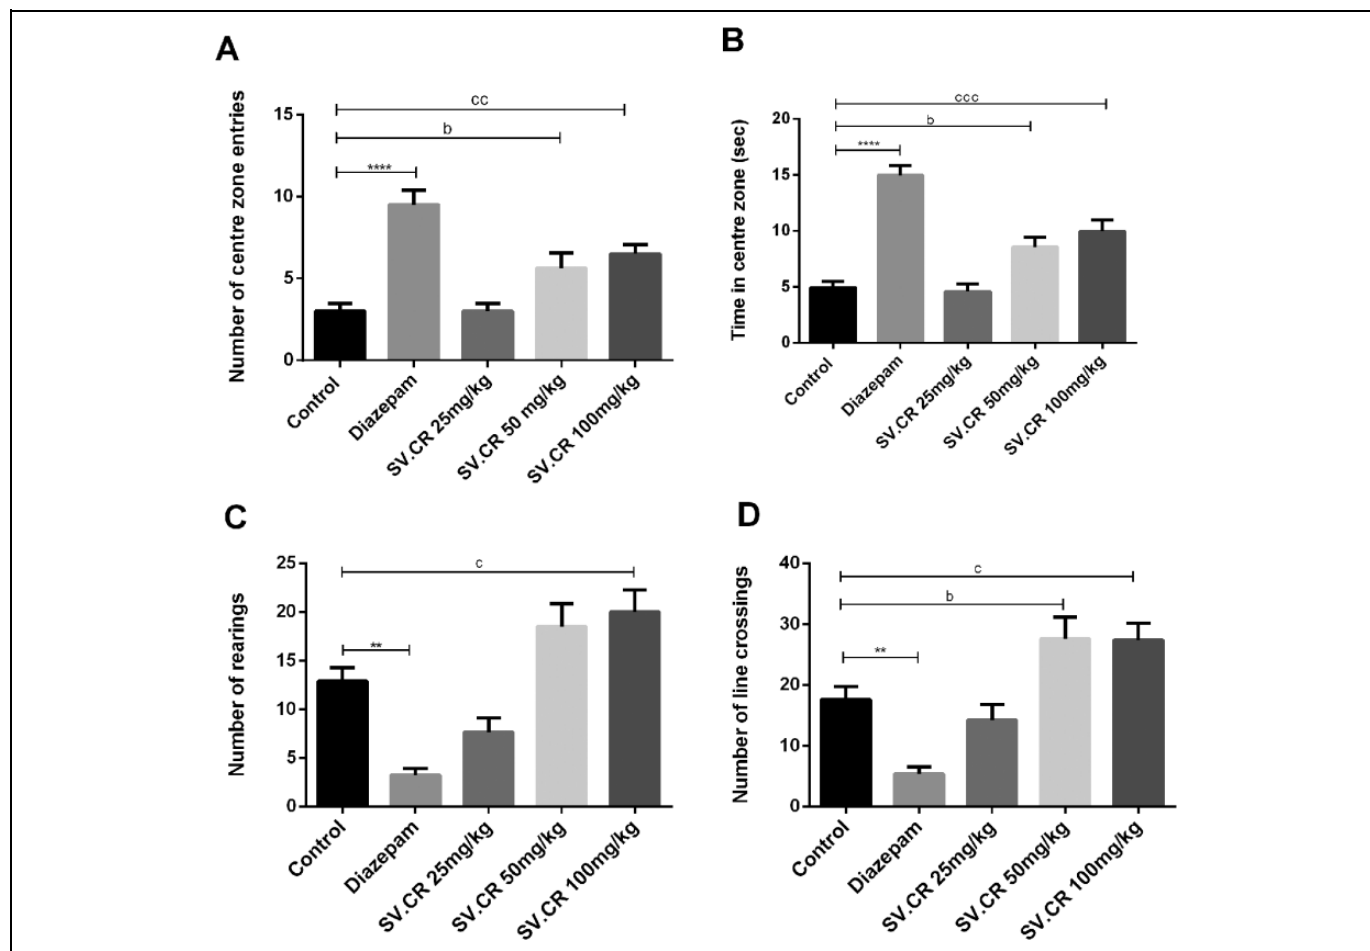 A
Number of centre zone entries
15
10
5
0
cc
b
****
Control
Diazepam
SV.CR 25mg/kg
SV.CR 50 mg/kg
SV.CR 100mg/kg
B
Time in centre zone (sec)
20
15
10
5
0
ccc
b
****
Control
Diazepam
SV.CR 25mg/kg
SV.CR 50mg/kg
SV.CR 100mg/kg
C
Number of rearings
25
20
15
10
5
0
c
**
Control
Diazepam
SV.CR 25mg/kg
SV.CR 50mg/kg
SV.CR 100mg/kg
D
Number of line crossings
40
30
20
10
0
c
b
**
Control
Diazepam
SV.CR 25mg/kg
SV.CR 50mg/kg
SV.CR 100mg/kg